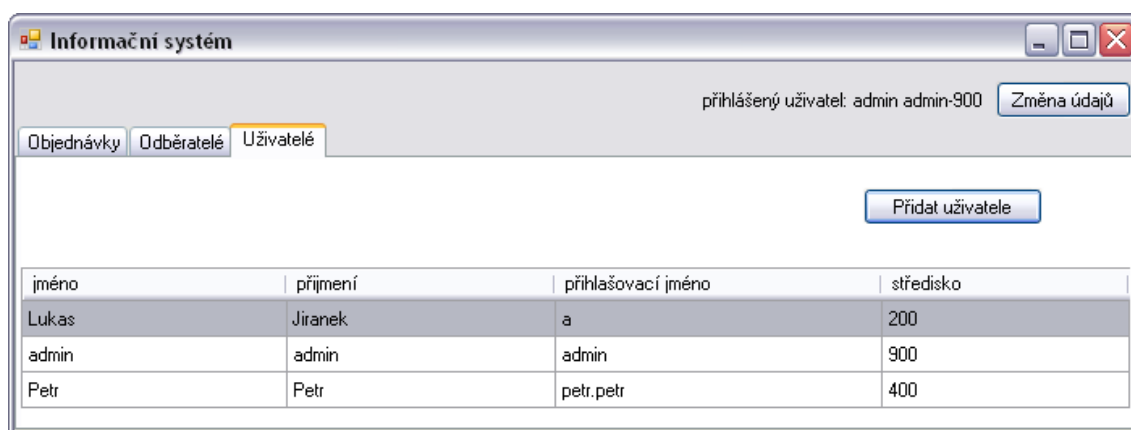 Informační systém
přihlášený uživatel: admin admin-900 Změna údajů
Objednávky Odběratelé Uživatelé
Přidat uživatele
jméno přijmení přihlašovací jméno středisko
Lukas Jiranek a 200
admin admin admin 900
Petr Petr petr.petr 400